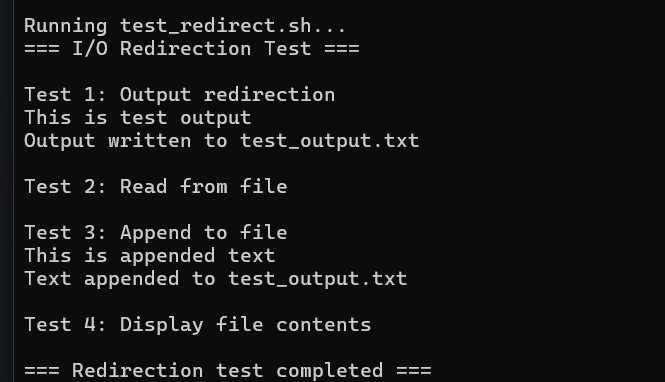 Running test_redirect.sh...
=== I/O Redirection Test ===
Test 1: Output redirection
This is test output
Output written to test_output.txt
Test 2: Read from file
Test 3: Append to file
This is appended text
Text appended to test_output.txt
Test 4: Display file contents
=== Redirection test completed ===